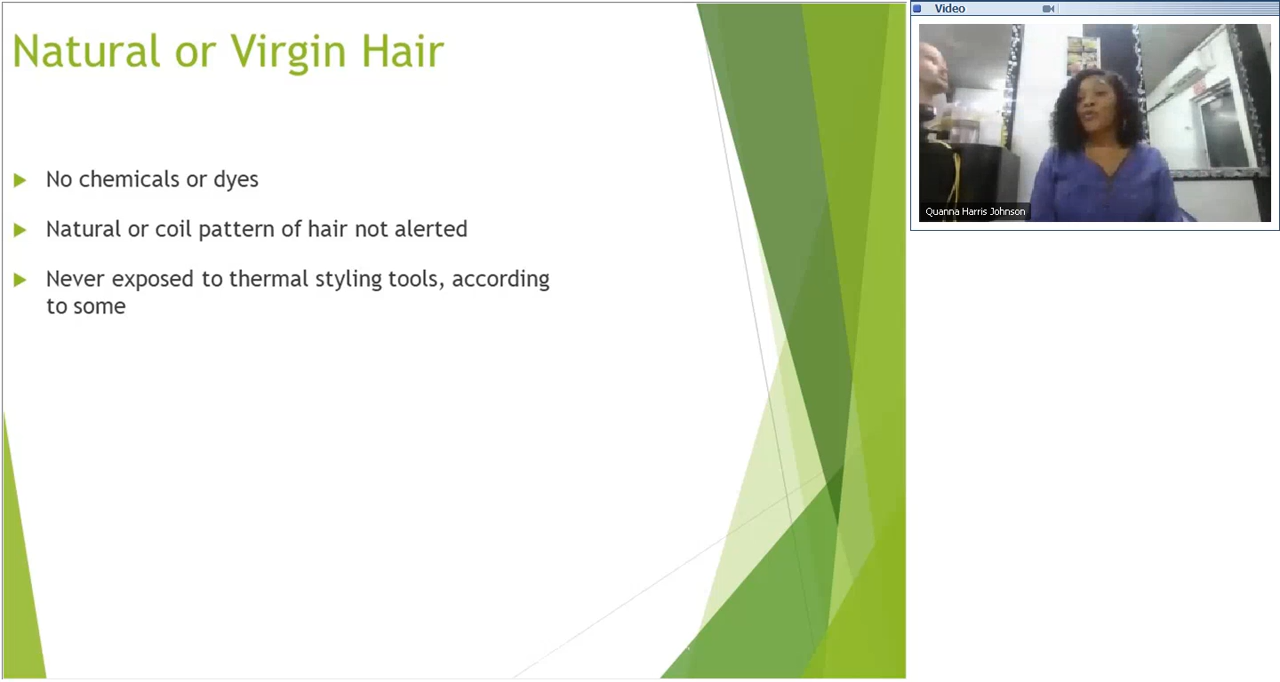 Natural or Virgin Hair
No chemicals or dyes
Natural or coil pattern of hair not alerted
Never exposed to thermal styling tools, according
to some
Video
Quanna Harris Johnson